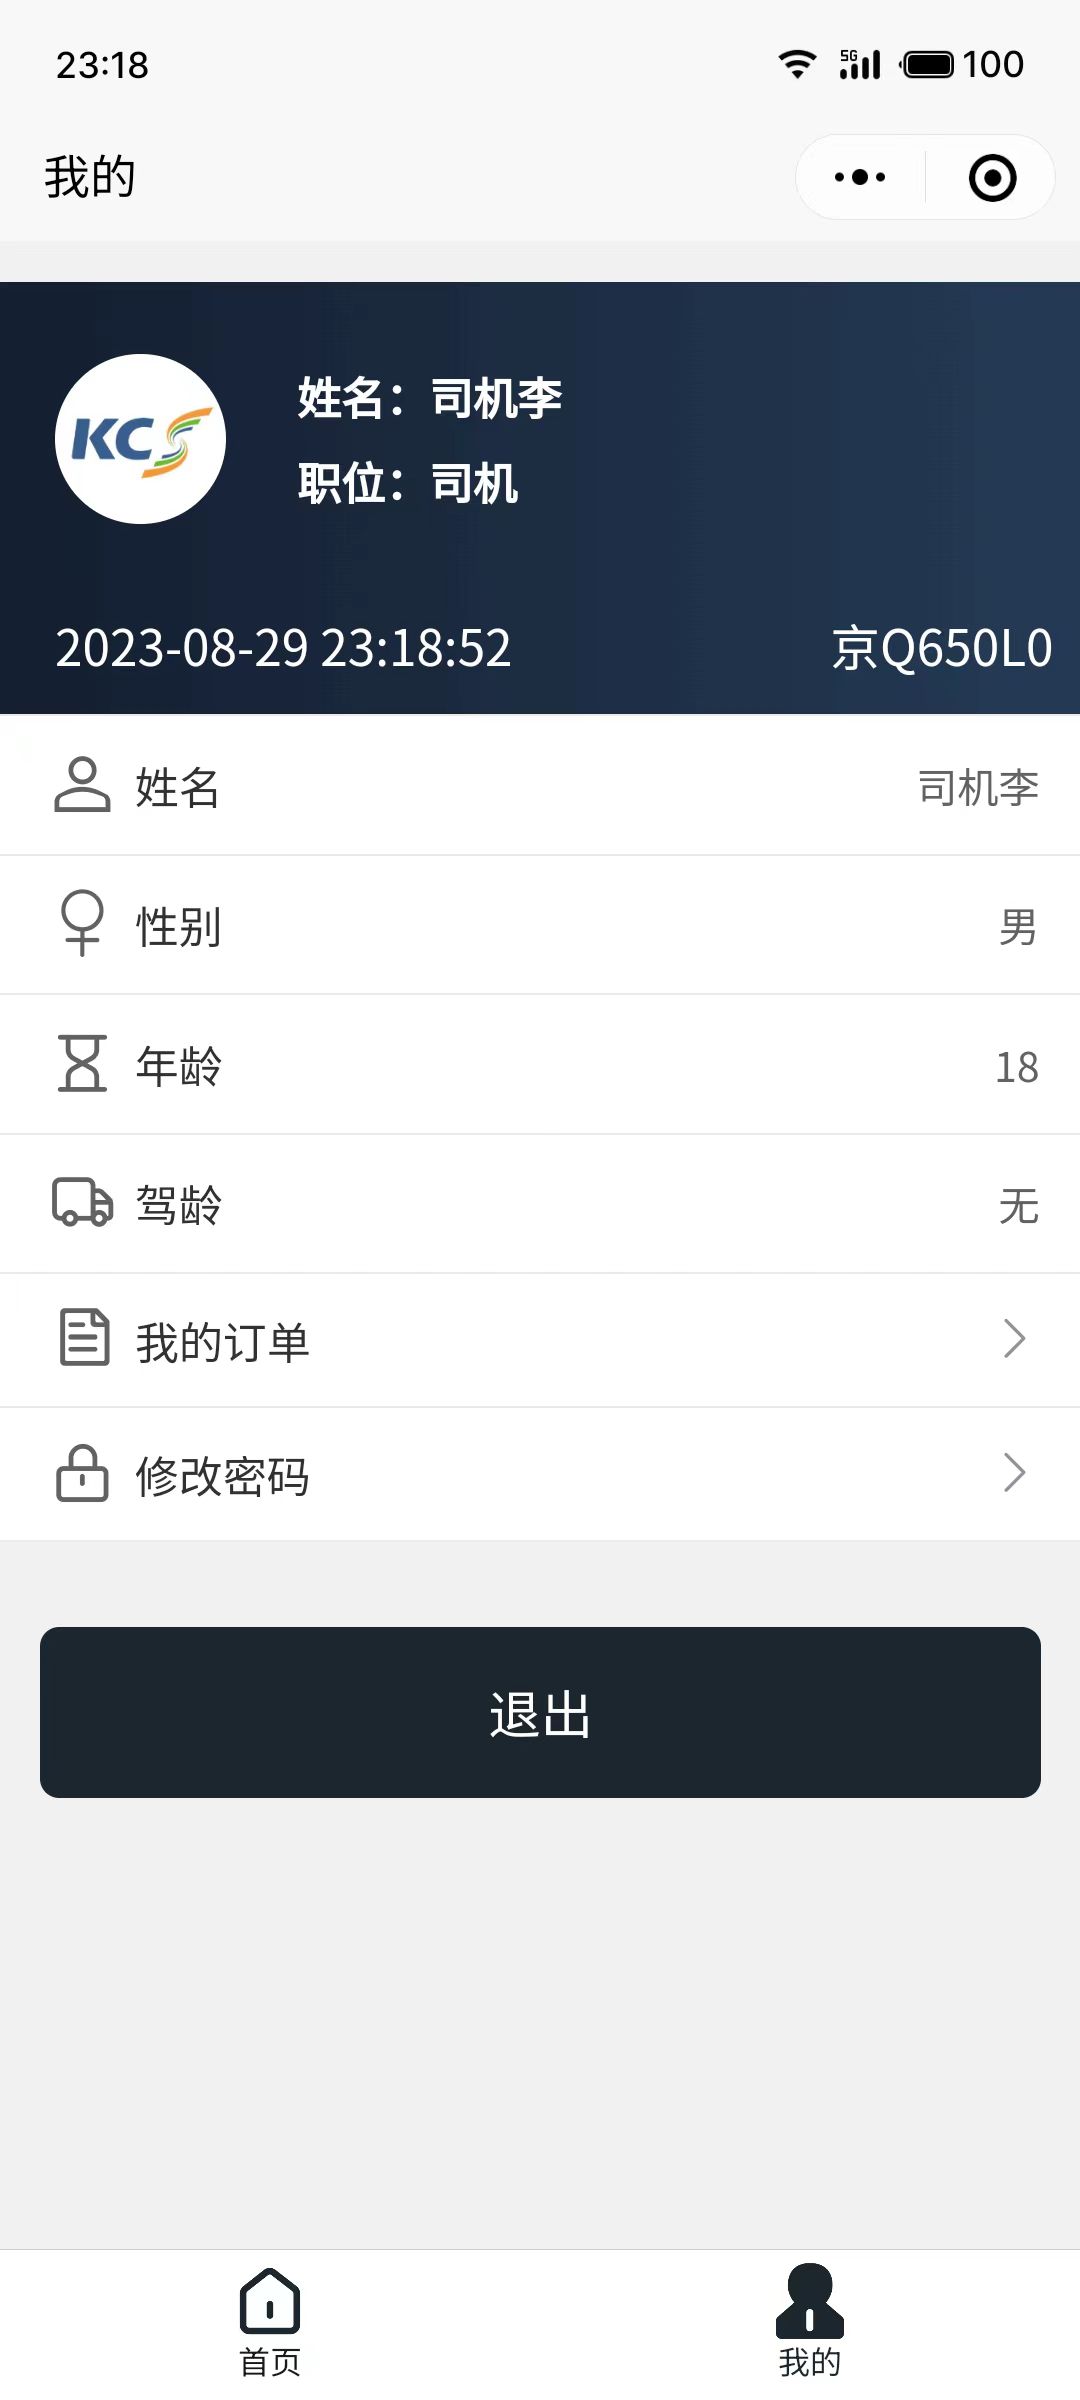 23:18
5G
100
我的
KCS
姓名：司机李
职位：司机
2023-08-29 23:18:52
京Q650L0
姓名
司机李
性别
男
年龄
18
驾龄
无
我的订单
修改密码
退出
首页
我的